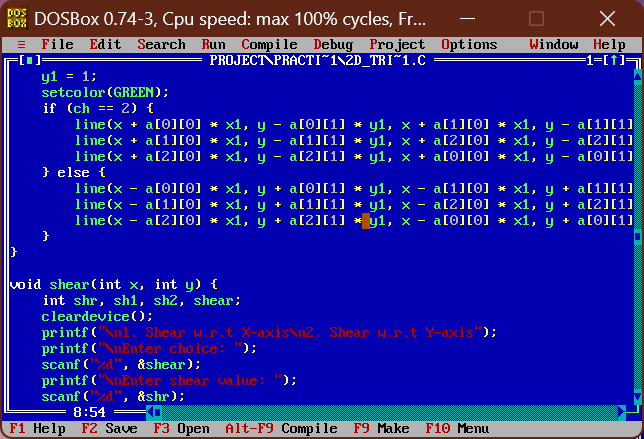 DOS BOX DOSBox 0.74-3, Cpu speed: max 100% cycles, Fr...
≡ File Edit Search Run Compile Debug Project Options Window Help
[■] PROJECT\PRACTI~1\2D_TRI~1.C 1=[↑]
y1 = 1;
setcolor(GREEN);
if (ch == 2) {
line(x + a[0][0] * x1, y - a[0][1] * y1, x + a[1][0] * x1, y - a[1][1]
line(x + a[1][0] * x1, y - a[1][1] * y1, x + a[2][0] * x1, y - a[2][1]
line(x + a[2][0] * x1, y - a[2][1] * y1, x + a[0][0] * x1, y - a[0][1]
} else {
line(x - a[0][0] * x1, y + a[0][1] * y1, x - a[1][0] * x1, y + a[1][1]
line(x - a[1][0] * x1, y + a[1][1] * y1, x - a[2][0] * x1, y + a[2][1]
line(x - a[2][0] * x1, y + a[2][1] * y1, x - a[0][0] * x1, y + a[0][1]
}
}
void shear(int x, int y) {
int shr, sh1, sh2, shear;
cleardevice();
printf("\n1. Shear w.r.t X-axis\n2. Shear w.r.t Y-axis");
printf("\nEnter choice: ");
scanf("%d", &shear);
printf("\nEnter shear value: ");
scanf("%d", &shr);
8:54
F1 Help F2 Save F3 Open Alt-F9 Compile F9 Make F10 Menu